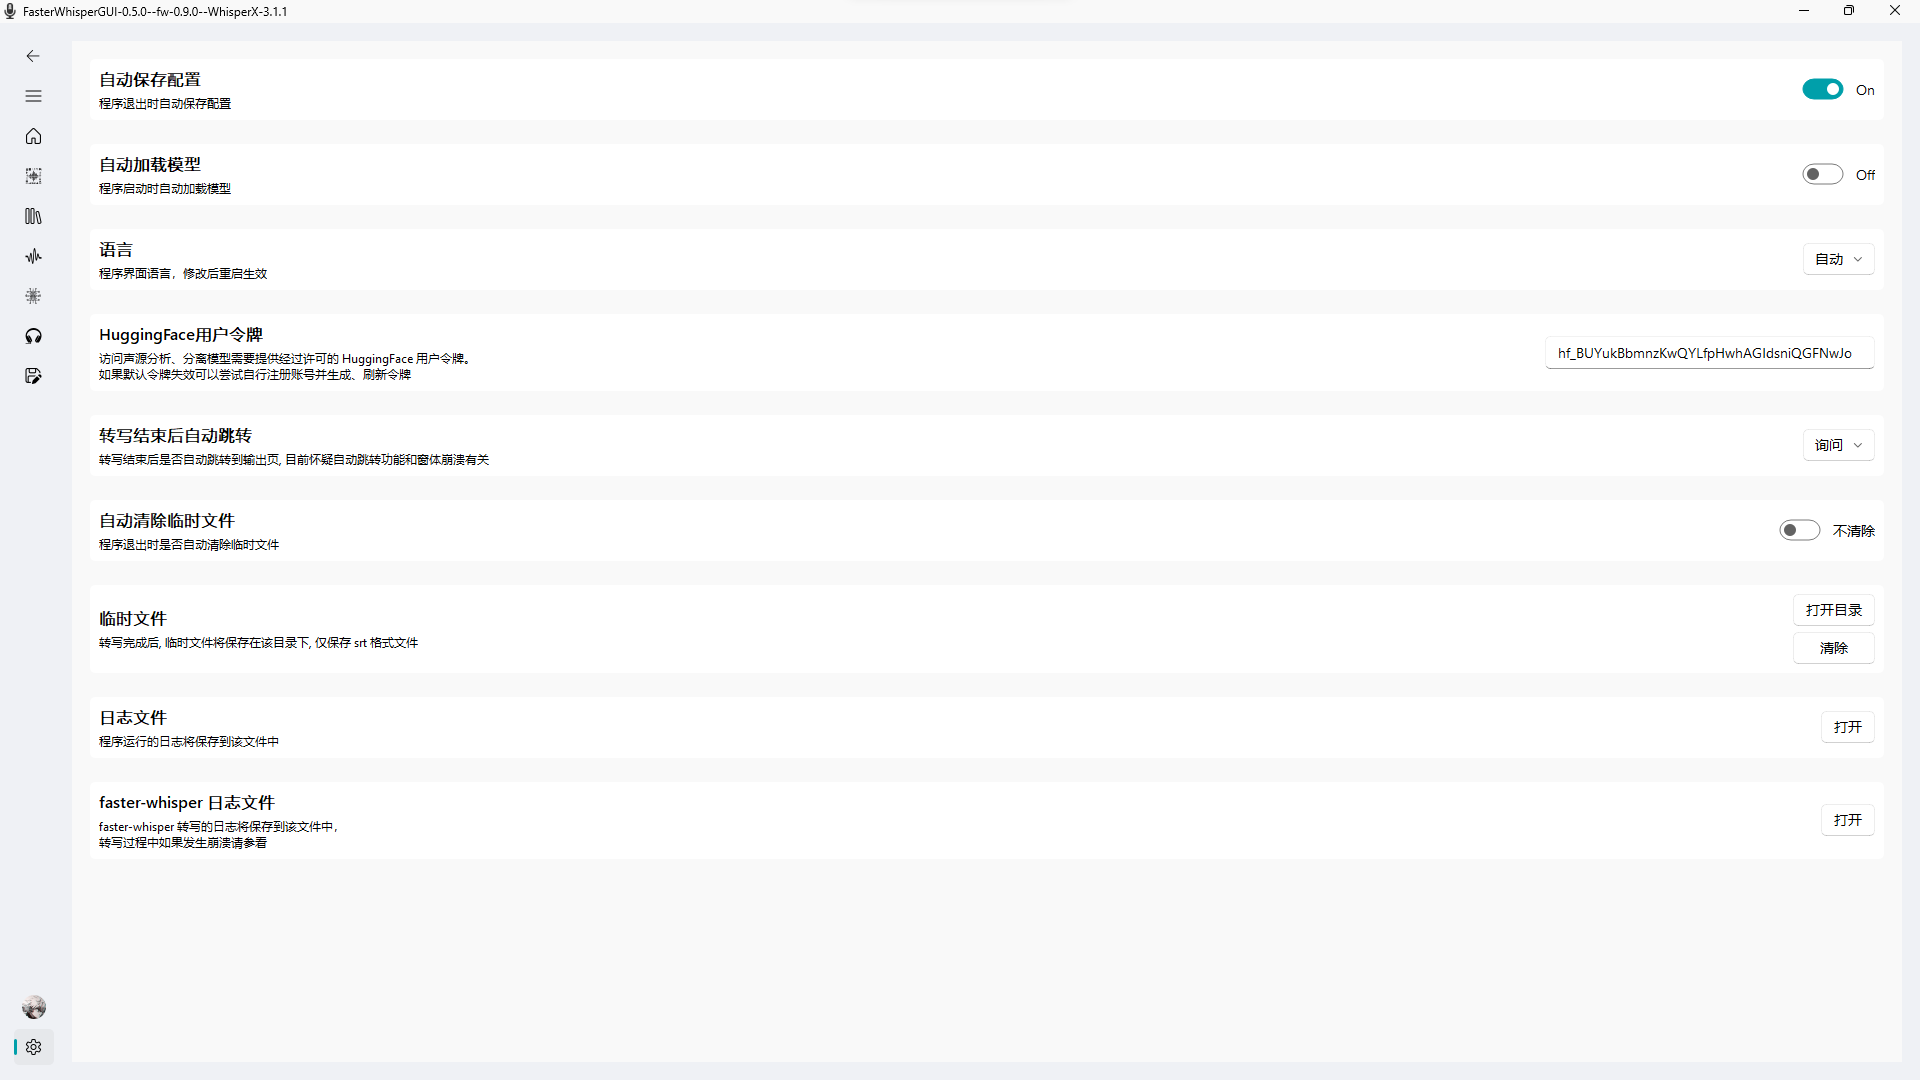 FasterWhisperGUI-0.5.0--fw-0.9.0--WhisperX-3.1.1
自动保存配置
程序退出时自动保存配置
On
自动加载模型
程序启动时自动加载模型
Off
语言
程序界面语言，修改后重启生效
自动
HuggingFace用户令牌
访问声源分析、分离模型需要提供经过许可的 HuggingFace 用户令牌。
如果默认令牌失效可以尝试自行注册账号并生成、刷新令牌
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
转写结束后自动跳转
转写结束后是否自动跳转到输出页, 目前怀疑自动跳转功能和窗体崩溃有关
询问
自动清除临时文件
程序退出时是否自动清除临时文件
不清除
临时文件
转写完成后, 临时文件将保存在该目录下, 仅保存 srt 格式文件
打开目录
清除
日志文件
程序运行的日志将保存到该文件中
打开
faster-whisper 日志文件
faster-whisper 转写的日志将保存到该文件中，
转写过程中如果发生崩溃请参看
打开